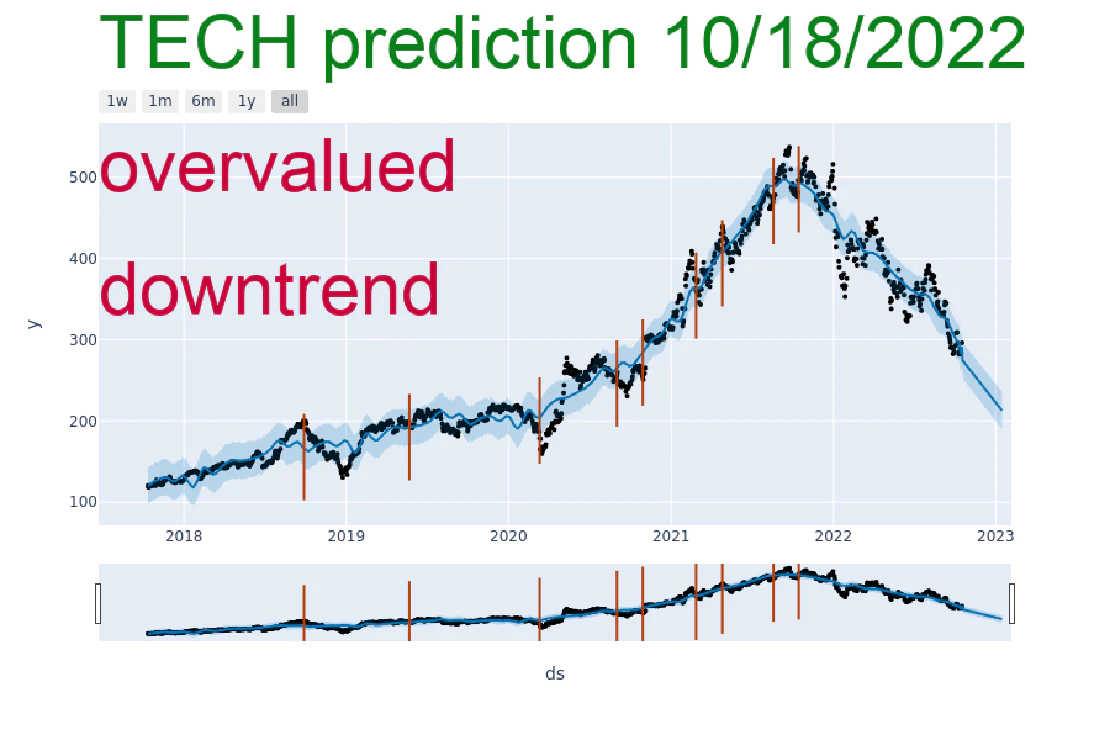 TECH prediction 10/18/2022
1w 1m 6m 1y all
overvalued
downtrend
500
400
300
200
100
y
2018 2019 2020 2021 2022 2023
ds